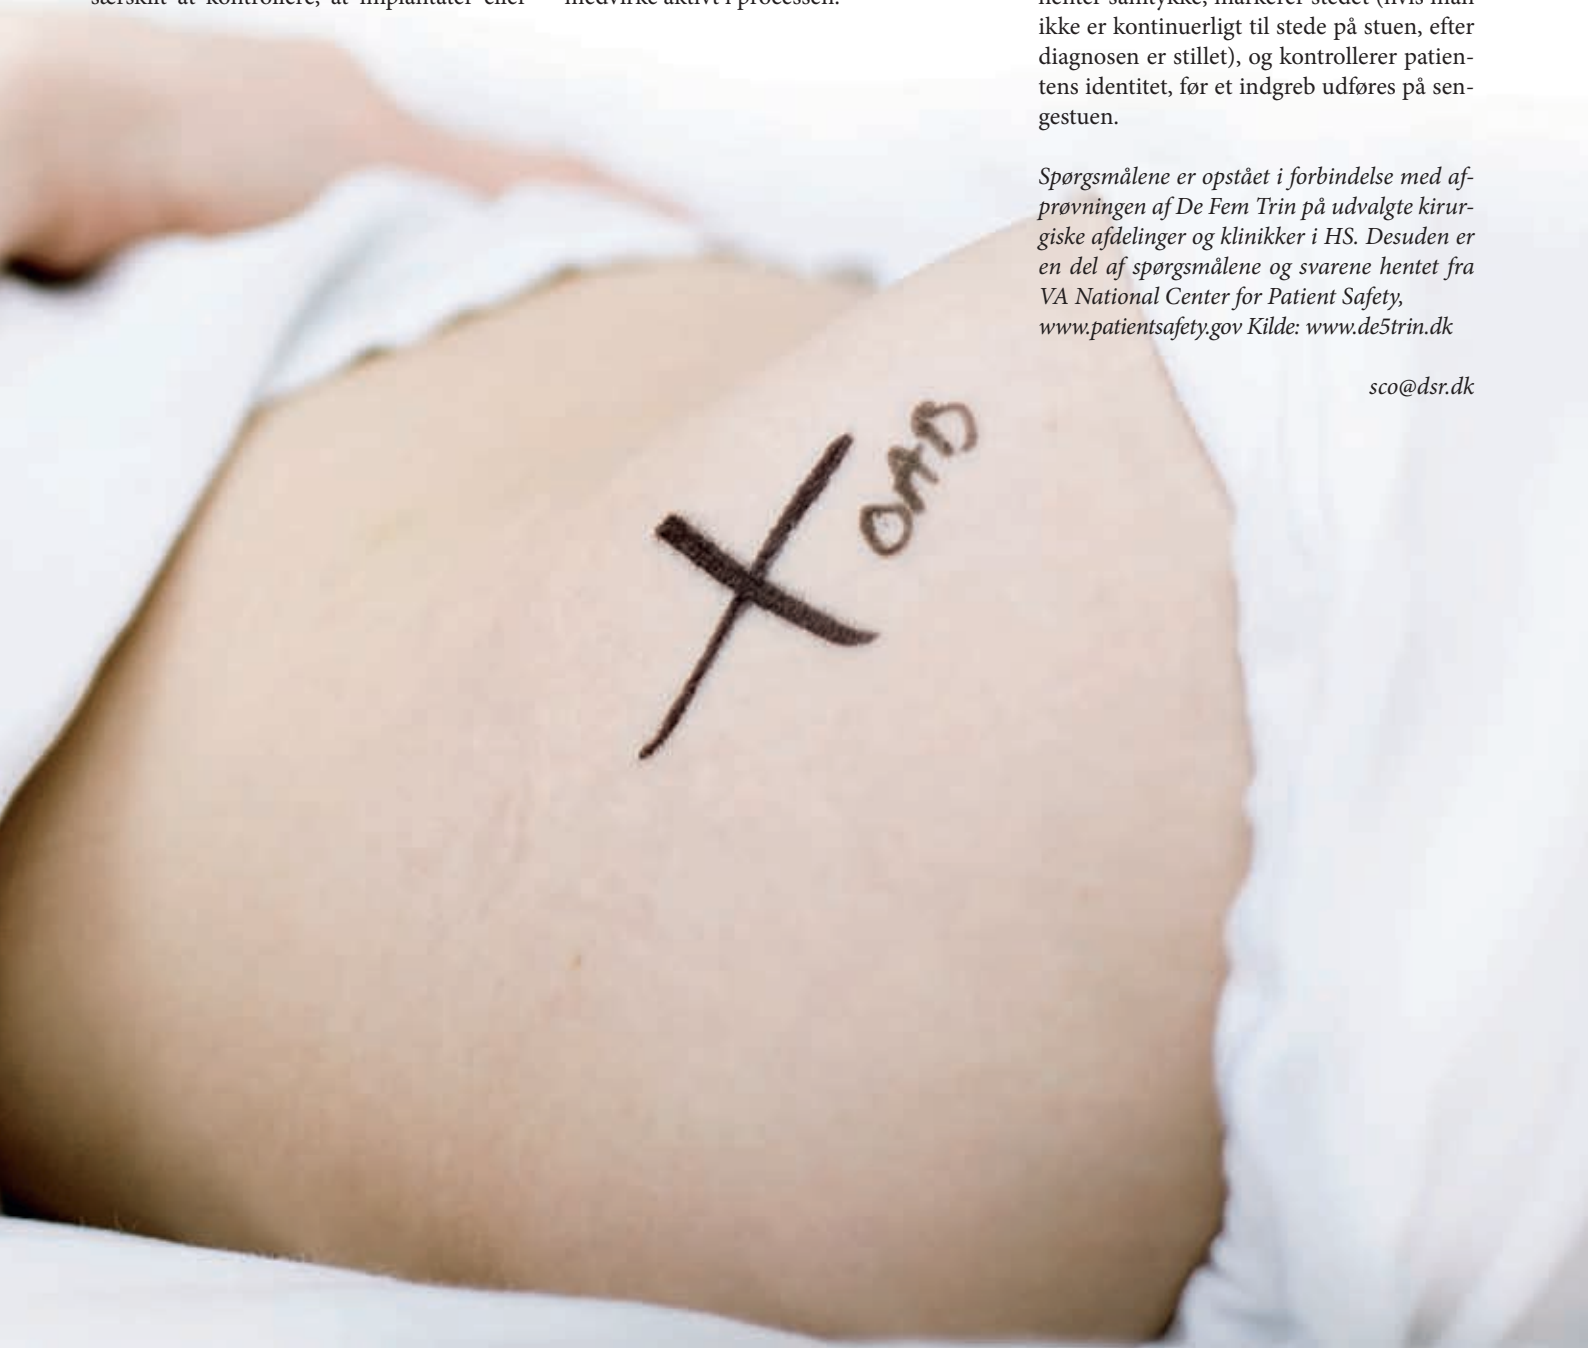 særskilt at kontrollere, at implantater eller
medvirke aktivt i processen.
henter samtykke, markerer stedet (hvis man
ikke er kontinuerligt til stede på stuen, efter
diagnosen er stillet), og kontrollerer patien-
tens identitet, før et indgreb udføres på sen-
gestuen.
Spørgsmålene er opstået i forbindelse med af-
prøvningen af De Fem Trin på udvalgte kirur-
giske afdelinger og klinikker i HS. Desuden er
en del af spørgsmålene og svarene hentet fra
VA National Center for Patient Safety,
www.patientsafety.gov Kilde: www.de5trin.dk
sco@dsr.dk
OAB